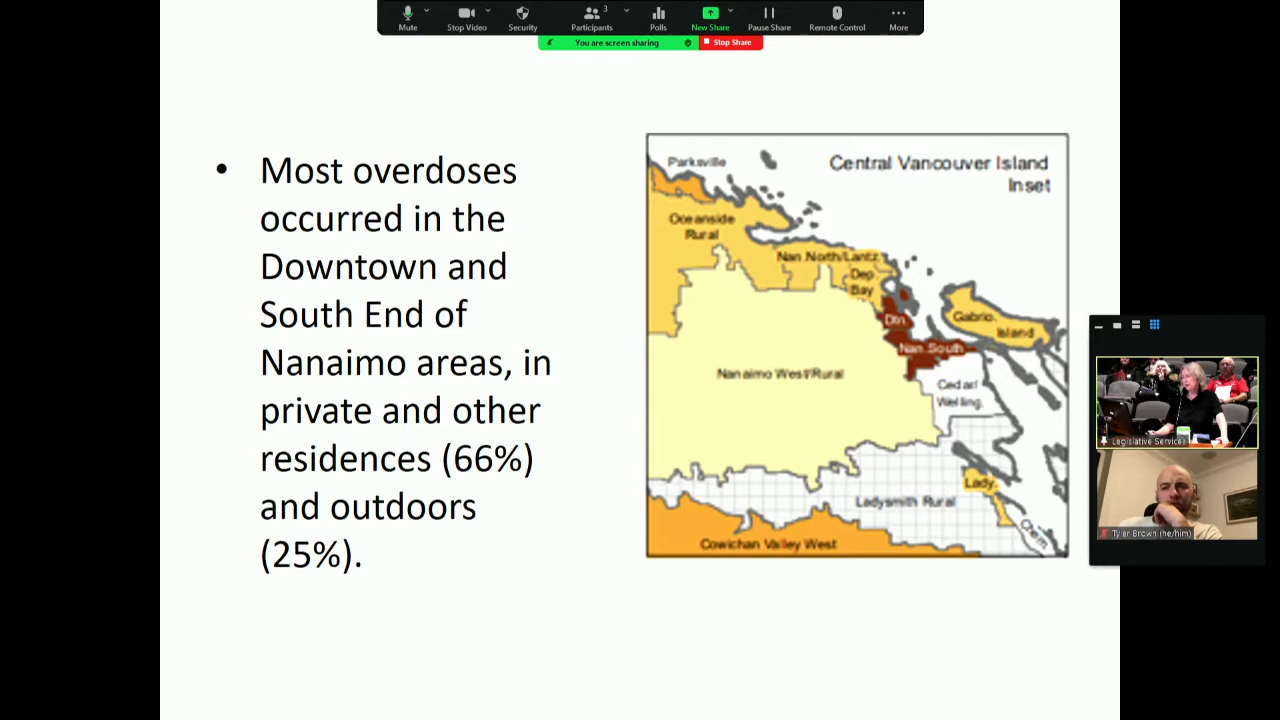 3
Mute
Stop Video
Security
Participants
Polls
New Share
Pause Share
Remote Control
More
You are screen sharing
Stop Share
• Most overdoses
occurred in the
Downtown and
South End of
Nanaimo areas, in
private and other
residences (66%)
and outdoors
(25%).
Central Vancouver Island
Inset
Parksville
Oceanside
Rural
Nan.North/Lantz.
Dep
Bay
Dtn.
Gabrio.
Island
Nan.South
Nanaimo West/Rural
Cedar/
Welling.
Lady.
Ladysmith Rural
Chem.
Cowichan Valley West
Legislative Services
Tyler Brown (he/him)